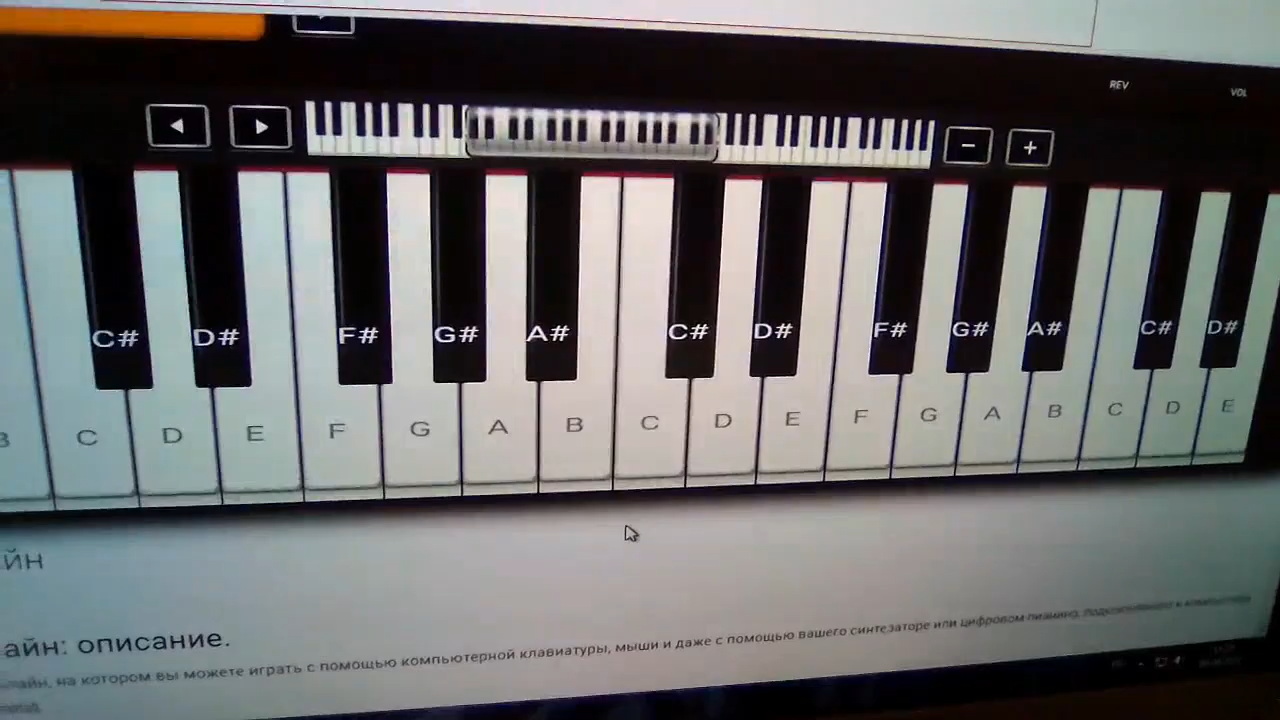 REV VOL
− +
C# D# F# G# A# C# D# F# G# A# C# D#
B C D E F G A B C D E F G A B C D E
йн
айн: описание.
лайн, на котором вы можете играть с помощью компьютерной клавиатуры, мыши и даже с помощью вашего синтезаторе или цифровом пианино,